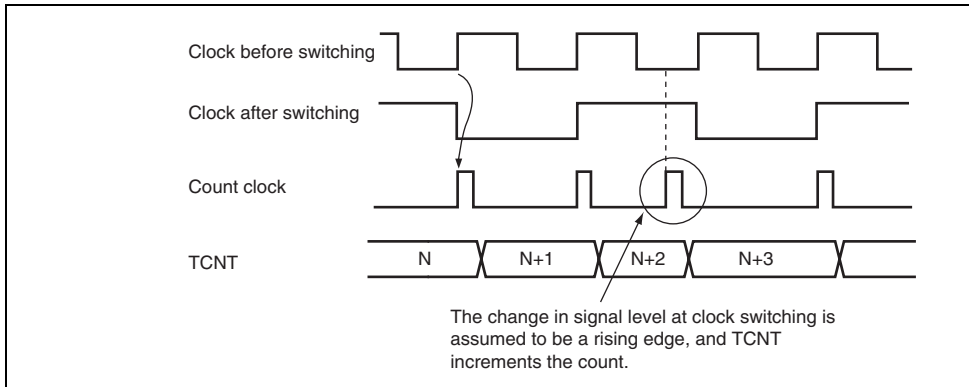 Clock before switching
Clock after switching
Count clock
TCNT
N
N+1
N+2
N+3
The change in signal level at clock switching is
assumed to be a rising edge, and TCNT
increments the count.